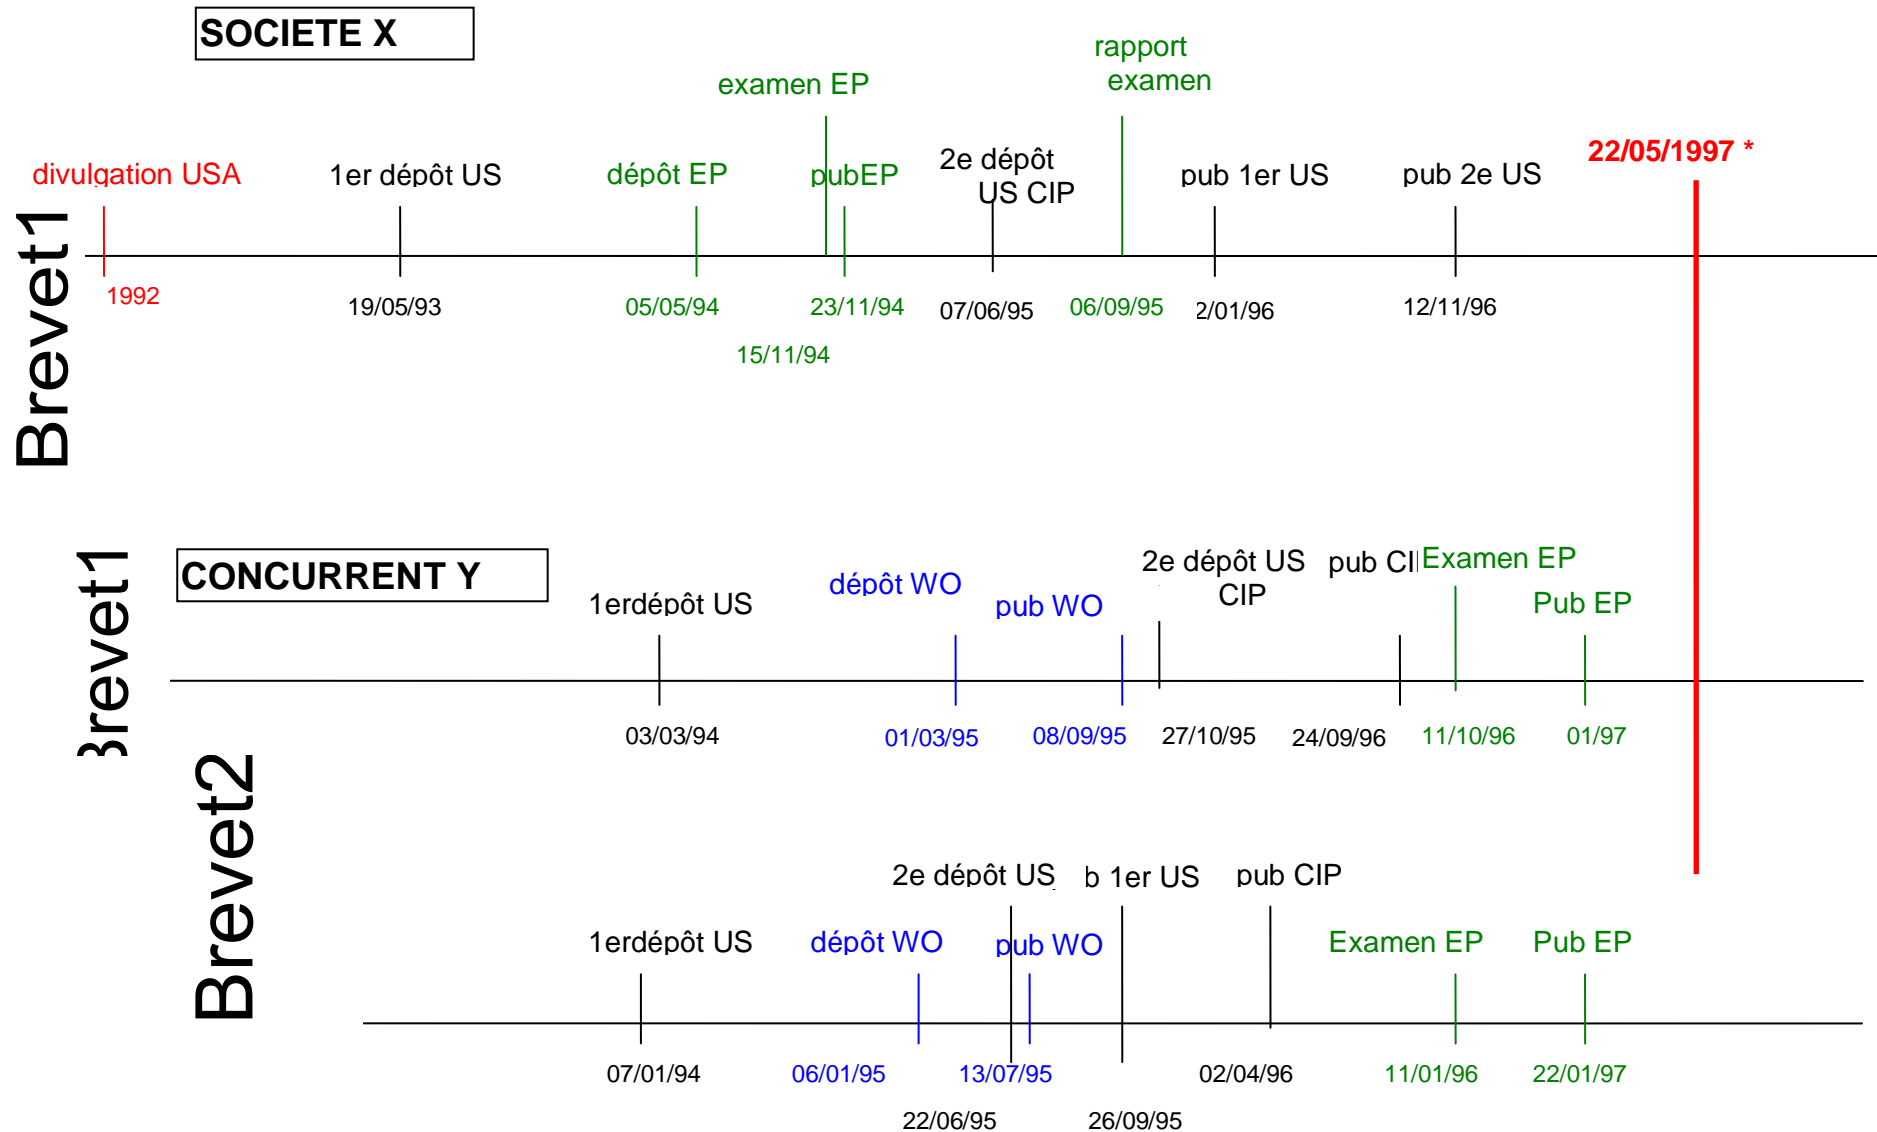 SOCIETE X
rapport
examen
examen EP
22/05/1997 *
divulgation USA
1er dépôt US
dépôt EP
pubEP
2e dépôt
US CIP
pub 1er US
pub 2e US
Brevet1
1992
19/05/93
05/05/94
23/11/94
07/06/95
06/09/95
2/01/96
12/11/96
15/11/94
Brevet1
CONCURRENT Y
1erdépôt US
dépôt WO
pub WO
2e dépôt US
CIP
pub CI
Examen EP
Pub EP
03/03/94
01/03/95
08/09/95
27/10/95
24/09/96
11/10/96
01/97
Brevet2
2e dépôt US
b 1er US
pub CIP
1erdépôt US
dépôt WO
pub WO
Examen EP
Pub EP
07/01/94
06/01/95
13/07/95
02/04/96
11/01/96
22/01/97
22/06/95
26/09/95